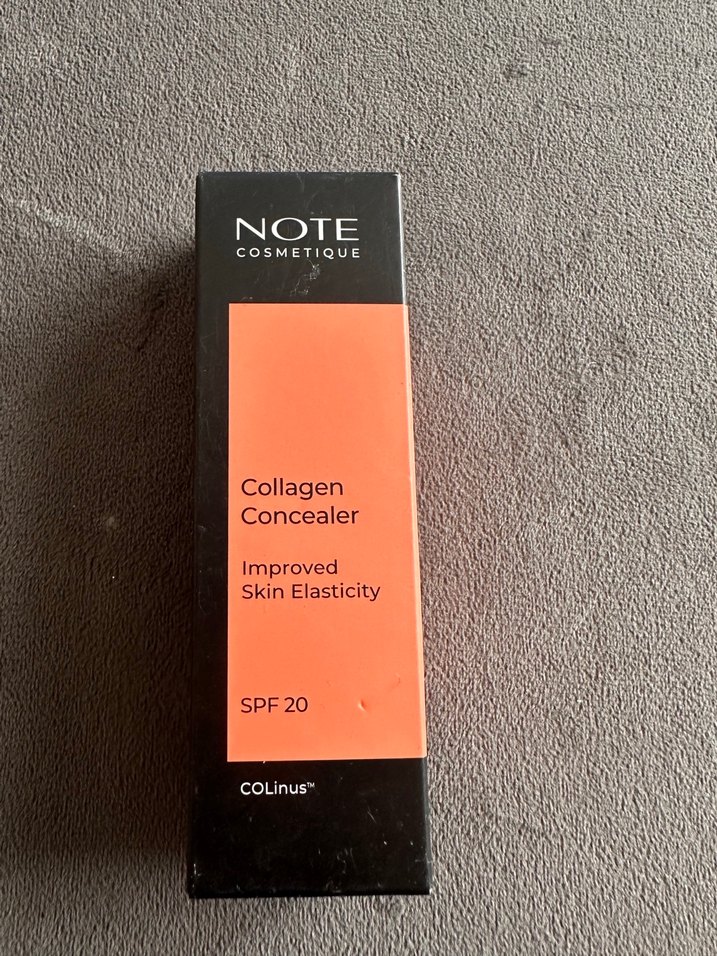 NOTE
COSMETIQUE
Collagen
Concealer
Improved
Skin Elasticity
SPF 20
COLinus™